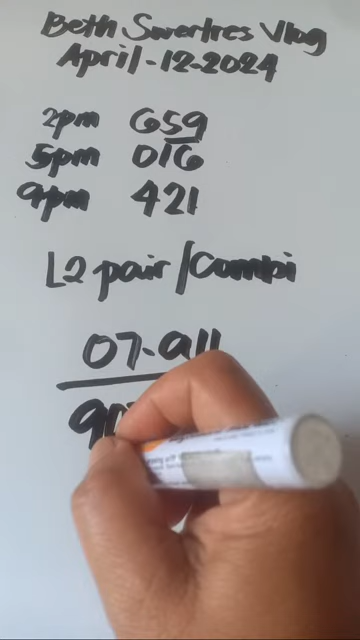 Beth Swertres Vlog
April-12-2024
2pm 659
5pm 016
9pm 421
L2 pair/Combi
07-911